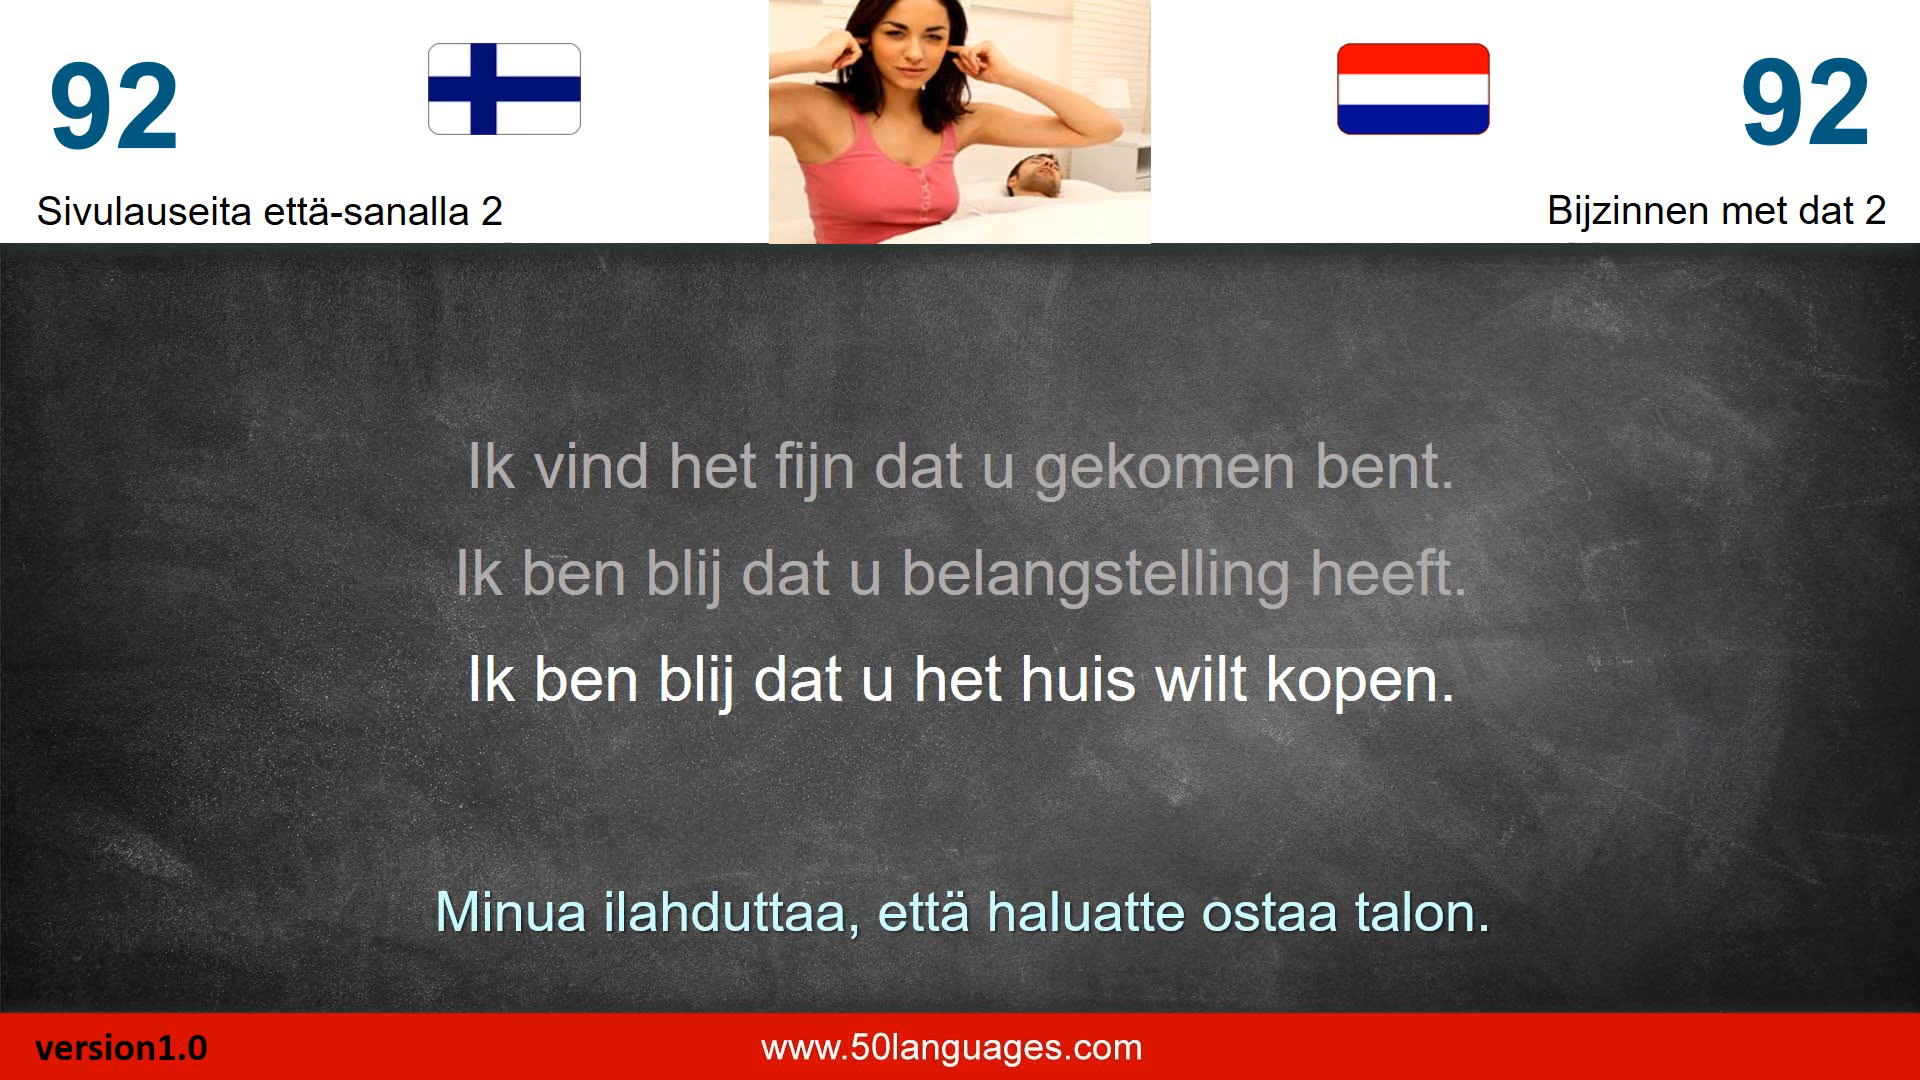 92
92
Sivulauseita että-sanalla 2
Bijzinnen met dat 2
Ik vind het fijn dat u gekomen bent.
Ik ben blij dat u belangstelling heeft.
Ik ben blij dat u het huis wilt kopen.
Minua ilahduttaa, että haluatte ostaa talon.
version1.0
www.50languages.com